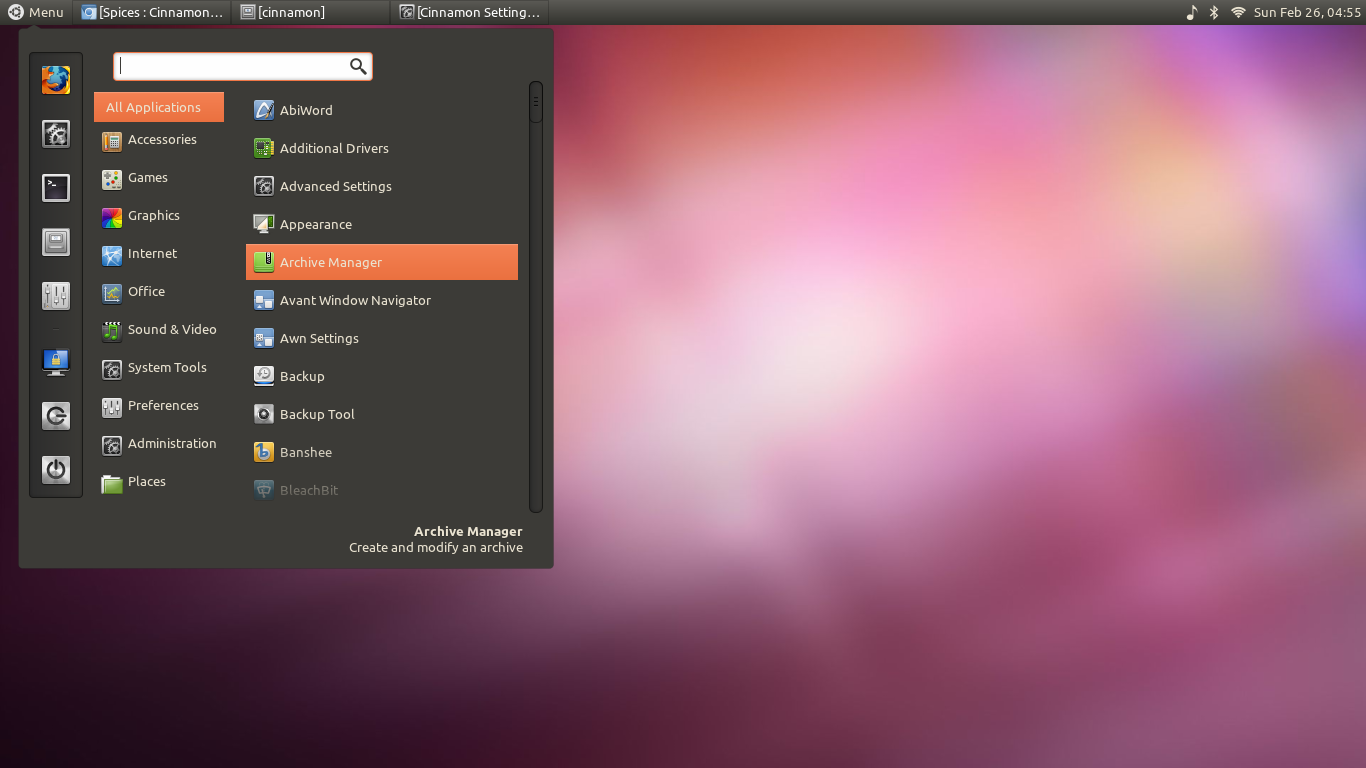 Menu
[Spices : Cinnamon...
[cinnamon]
[Cinnamon Setting...
Sun Feb 26, 04:55
All Applications
Accessories
Games
Graphics
Internet
Office
Sound & Video
System Tools
Preferences
Administration
Places
AbiWord
Additional Drivers
Advanced Settings
Appearance
Archive Manager
Avant Window Navigator
Awn Settings
Backup
Backup Tool
Banshee
BleachBit
Archive Manager
Create and modify an archive